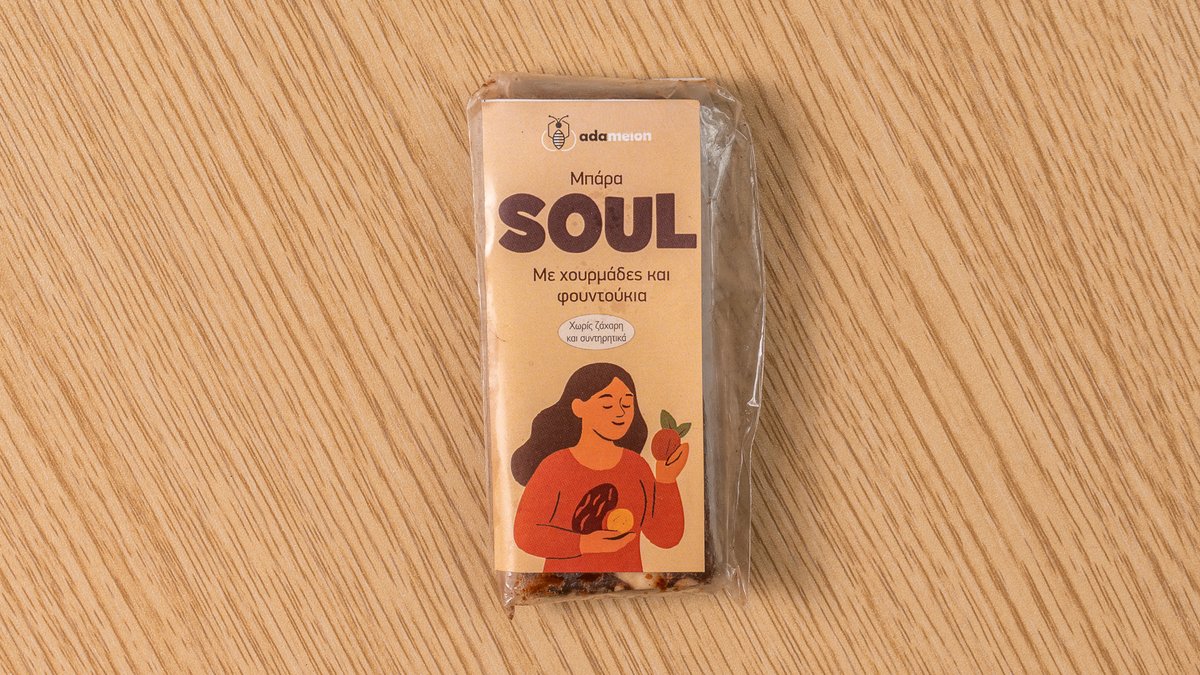 adameion
Μπάρα
SOUL
Με χουρμάδες και
φουντούκια
Χωρίς ζάχαρη
και συντηρητικά